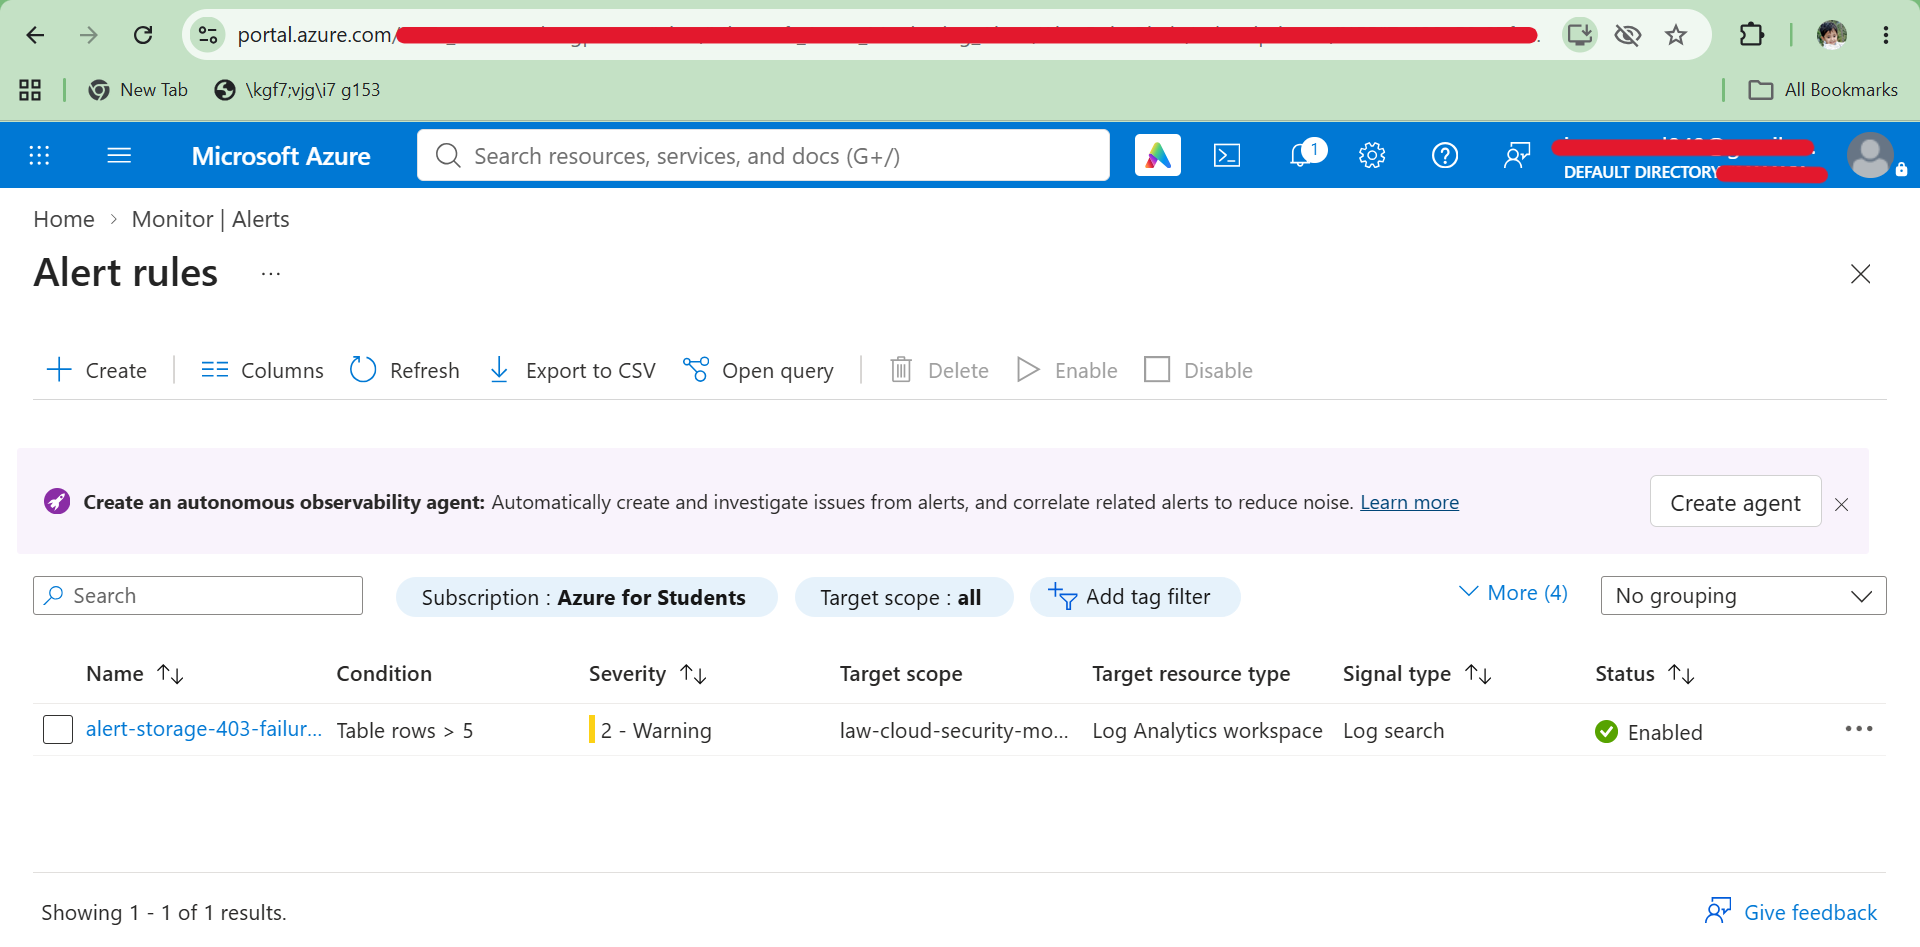 portal.azure.com/
New Tab
\kgf7;vjg\i7 g153
All Bookmarks
Microsoft Azure
Search resources, services, and docs (G+/)
1
DEFAULT DIRECTORY
Home > Monitor | Alerts
Alert rules ...
Create
Columns
Refresh
Export to CSV
Open query
Delete
Enable
Disable
Create an autonomous observability agent: Automatically create and investigate issues from alerts, and correlate related alerts to reduce noise. Learn more
Create agent
Search
Subscription : Azure for Students
Target scope : all
Add tag filter
More (4)
No grouping
Name Condition Severity Target scope Target resource type Signal type Status
alert-storage-403-failur... Table rows > 5 2 - Warning law-cloud-security-mo... Log Analytics workspace Log search Enabled
Showing 1 - 1 of 1 results.
Give feedback